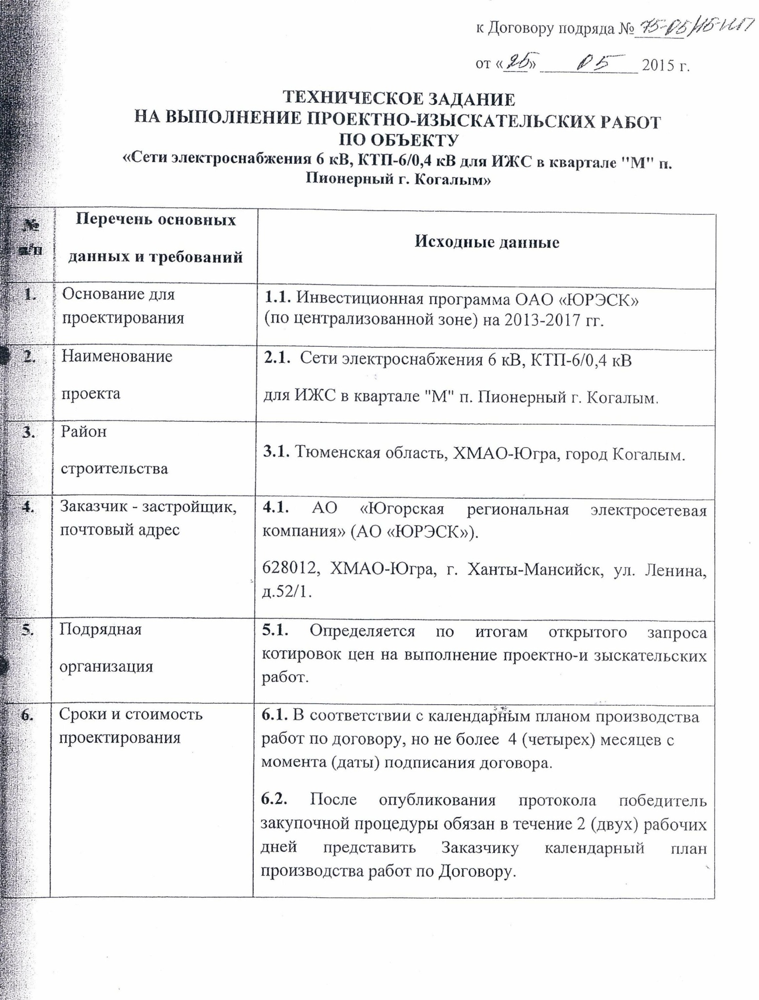 к Договору подряда № 75-05/15-ИП
от «25» 05 2015 г.
ТЕХНИЧЕСКОЕ ЗАДАНИЕ
НА ВЫПОЛНЕНИЕ ПРОЕКТНО-ИЗЫСКАТЕЛЬСКИХ РАБОТ
ПО ОБЪЕКТУ
«Сети электроснабжения 6 кВ, КТП-6/0,4 кВ для ИЖС в квартале "М" п.
Пионерный г. Когалым»
№
п/п
Перечень основных
данных и требований
Исходные данные
1.
Основание для
проектирования
1.1. Инвестиционная программа ОАО «ЮРЭСК»
(по централизованной зоне) на 2013-2017 гг.
2.
Наименование
проекта
2.1. Сети электроснабжения 6 кВ, КТП-6/0,4 кВ
для ИЖС в квартале "М" п. Пионерный г. Когалым.
3.
Район
строительства
3.1. Тюменская область, ХМАО-Югра, город Когалым.
4.
Заказчик - застройщик,
почтовый адрес
4.1. АО «Югорская региональная электросетевая
компания» (АО «ЮРЭСК»).
628012, ХМАО-Югра, г. Ханты-Мансийск, ул. Ленина,
д.52/1.
5.
Подрядная
организация
5.1. Определяется по итогам открытого запроса
котировок цен на выполнение проектно-и зыскательских
работ.
6.
Сроки и стоимость
проектирования
6.1. В соответствии с календарным планом производства
работ по договору, но не более 4 (четырех) месяцев с
момента (даты) подписания договора.
6.2. После опубликования протокола победитель
закупочной процедуры обязан в течение 2 (двух) рабочих
дней представить Заказчику календарный план
производства работ по Договору.